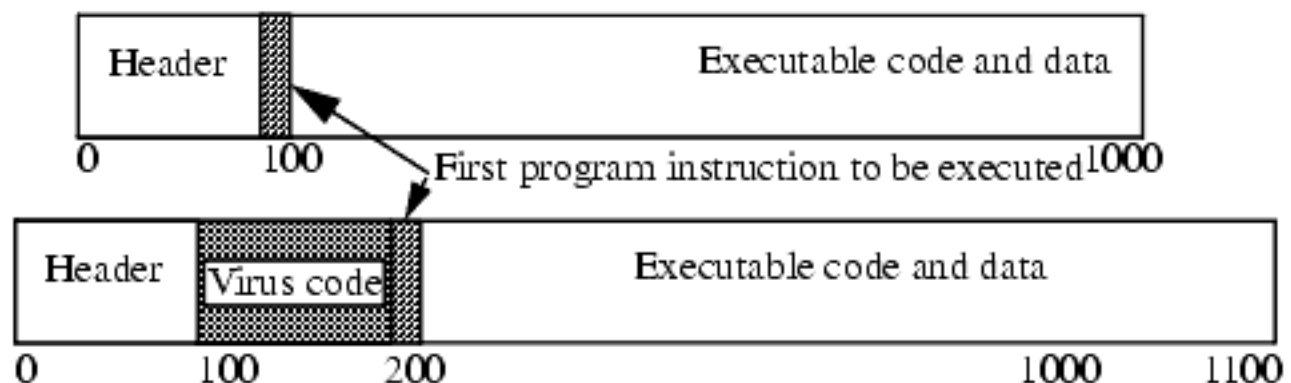 Header Executable code and data
0 100 1000
First program instruction to be executed
Header Virus code Executable code and data
0 100 200 1000 1100